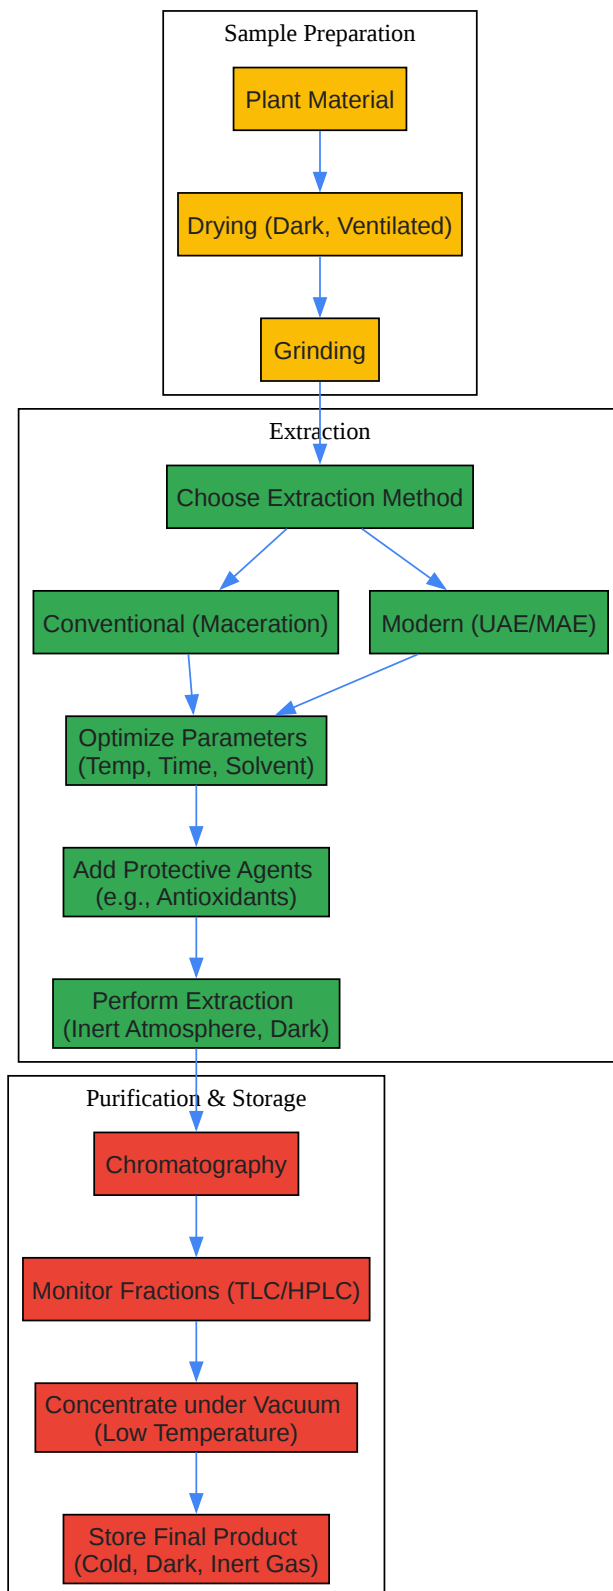 Sample Preparation
Plant Material
Drying (Dark, Ventilated)
Grinding
Extraction
Choose Extraction Method
Conventional (Maceration)
Modern (UAE/MAE)
Optimize Parameters
(Temp, Time, Solvent)
Add Protective Agents
(e.g., Antioxidants)
Perform Extraction
(Inert Atmosphere, Dark)
Purification & Storage
Chromatography
Monitor Fractions (TLC/HPLC)
Concentrate under Vacuum
(Low Temperature)
Store Final Product
(Cold, Dark, Inert Gas)